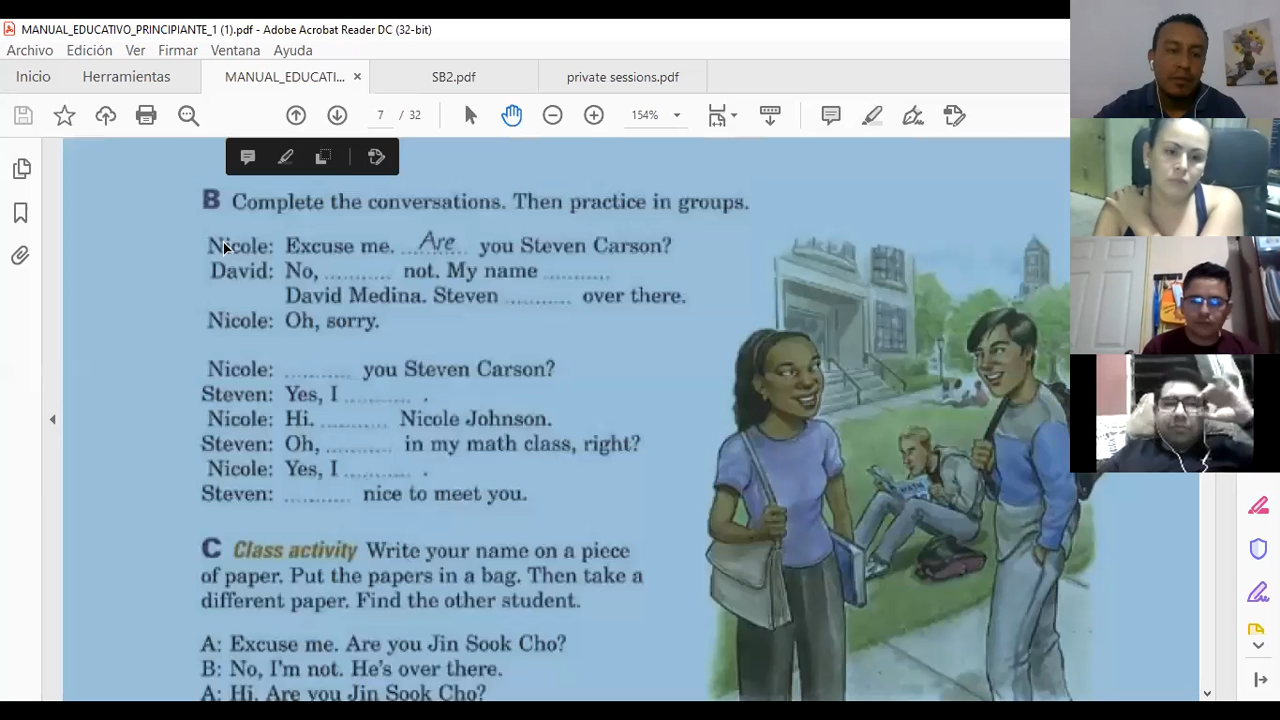 MANUAL_EDUCATIVO_PRINCIPIANTE_1 (1).pdf - Adobe Acrobat Reader DC (32-bit)
Archivo Edición Ver Firmar Ventana Ayuda
Inicio Herramientas MANUAL_EDUCATI... × SB2.pdf private sessions.pdf
7 / 32 154%
B Complete the conversations. Then practice in groups.
Nicole: Excuse me. ...Are... you Steven Carson?
David: No, .......... not. My name ..........
David Medina. Steven .......... over there.
Nicole: Oh, sorry.
Nicole: .......... you Steven Carson?
Steven: Yes, I .......... .
Nicole: Hi. .......... Nicole Johnson.
Steven: Oh, .......... in my math class, right?
Nicole: Yes, I .......... .
Steven: .......... nice to meet you.
C Class activity Write your name on a piece
of paper. Put the papers in a bag. Then take a
different paper. Find the other student.
A: Excuse me. Are you Jin Sook Cho?
B: No, I'm not. He's over there.
A: Hi. Are you Jin Sook Cho?
MATH